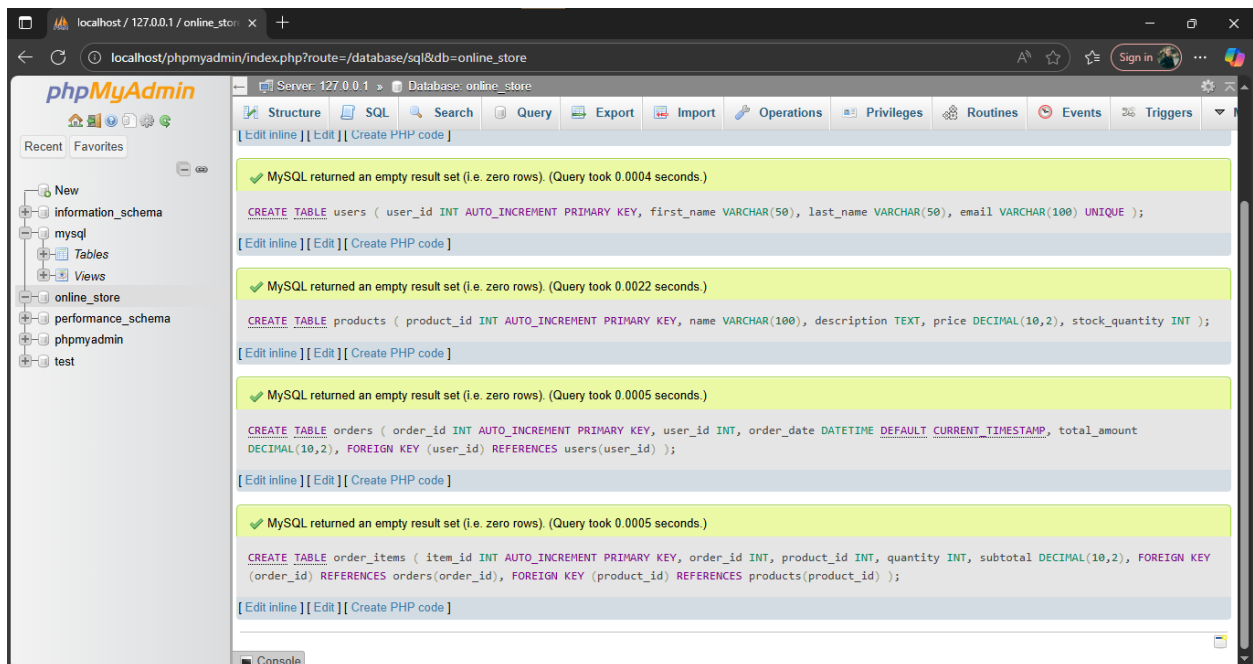 localhost / 127.0.0.1 / online_stor
localhost/phpmyadmin/index.php?route=/database/sql&db=online_store
Sign in
phpMyAdmin
Recent Favorites
New
information_schema
mysql
Tables
Views
online_store
performance_schema
phpmyadmin
test
Server: 127.0.0.1 » Database: online_store
Structure SQL Search Query Export Import Operations Privileges Routines Events Triggers
[ Edit inline ] [ Edit ] [ Create PHP code ]
MySQL returned an empty result set (i.e. zero rows). (Query took 0.0004 seconds.)
CREATE TABLE users ( user_id INT AUTO_INCREMENT PRIMARY KEY, first_name VARCHAR(50), last_name VARCHAR(50), email VARCHAR(100) UNIQUE );
[ Edit inline ] [ Edit ] [ Create PHP code ]
MySQL returned an empty result set (i.e. zero rows). (Query took 0.0022 seconds.)
CREATE TABLE products ( product_id INT AUTO_INCREMENT PRIMARY KEY, name VARCHAR(100), description TEXT, price DECIMAL(10,2), stock_quantity INT );
[ Edit inline ] [ Edit ] [ Create PHP code ]
MySQL returned an empty result set (i.e. zero rows). (Query took 0.0005 seconds.)
CREATE TABLE orders ( order_id INT AUTO_INCREMENT PRIMARY KEY, user_id INT, order_date DATETIME DEFAULT CURRENT_TIMESTAMP, total_amount
DECIMAL(10,2), FOREIGN KEY (user_id) REFERENCES users(user_id) );
[ Edit inline ] [ Edit ] [ Create PHP code ]
MySQL returned an empty result set (i.e. zero rows). (Query took 0.0005 seconds.)
CREATE TABLE order_items ( item_id INT AUTO_INCREMENT PRIMARY KEY, order_id INT, product_id INT, quantity INT, subtotal DECIMAL(10,2), FOREIGN KEY
(order_id) REFERENCES orders(order_id), FOREIGN KEY (product_id) REFERENCES products(product_id) );
[ Edit inline ] [ Edit ] [ Create PHP code ]
Console